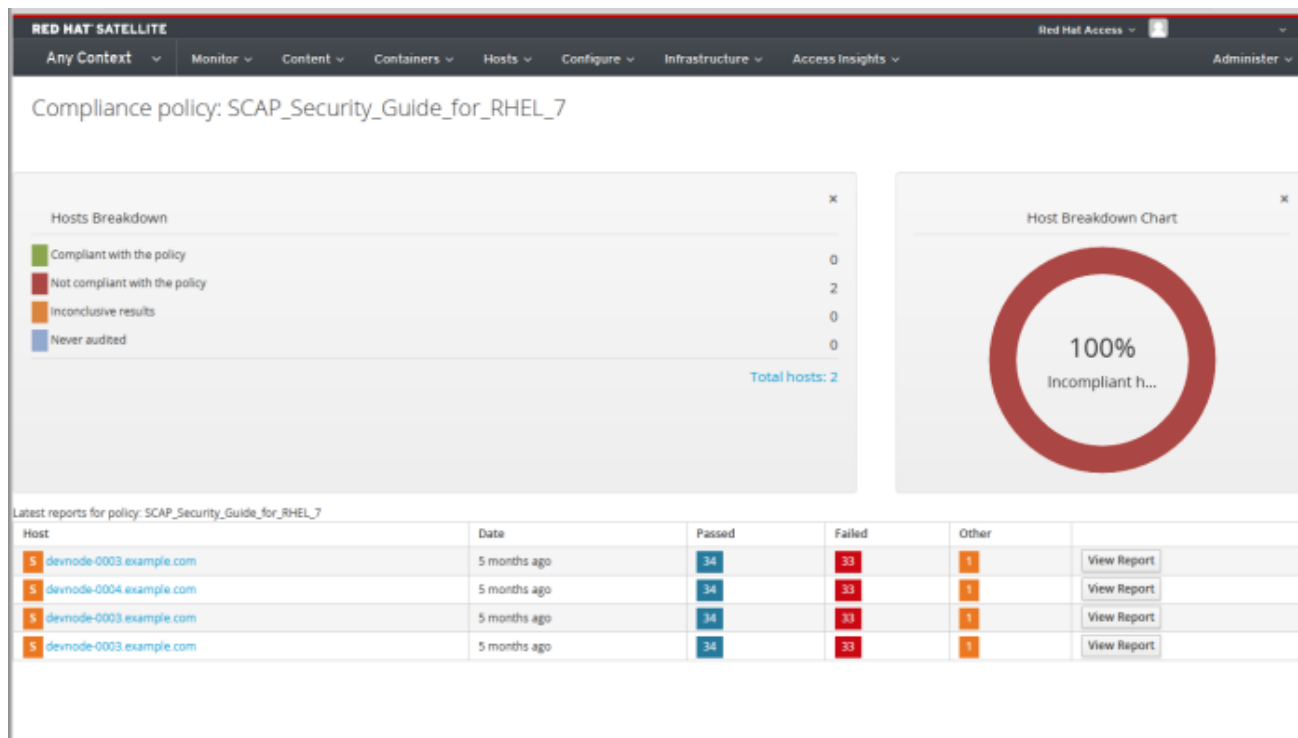 RED HAT SATELLITE
Red Hat Access
Any Context Monitor Content Containers Hosts Configure Infrastructure Access Insights Administer
Compliance policy: SCAP_Security_Guide_for_RHEL_7
×
Hosts Breakdown
Compliant with the policy 0
Not compliant with the policy 2
Inconclusive results 0
Never audited 0
Total hosts: 2
×
Host Breakdown Chart
100%
Incompliant h...
Latest reports for policy: SCAP_Security_Guide_for_RHEL_7
Host Date Passed Failed Other
S devnode-0003.example.com 5 months ago 34 33 1 View Report
S devnode-0004.example.com 5 months ago 34 33 1 View Report
S devnode-0003.example.com 5 months ago 34 33 1 View Report
S devnode-0003.example.com 5 months ago 34 33 1 View Report